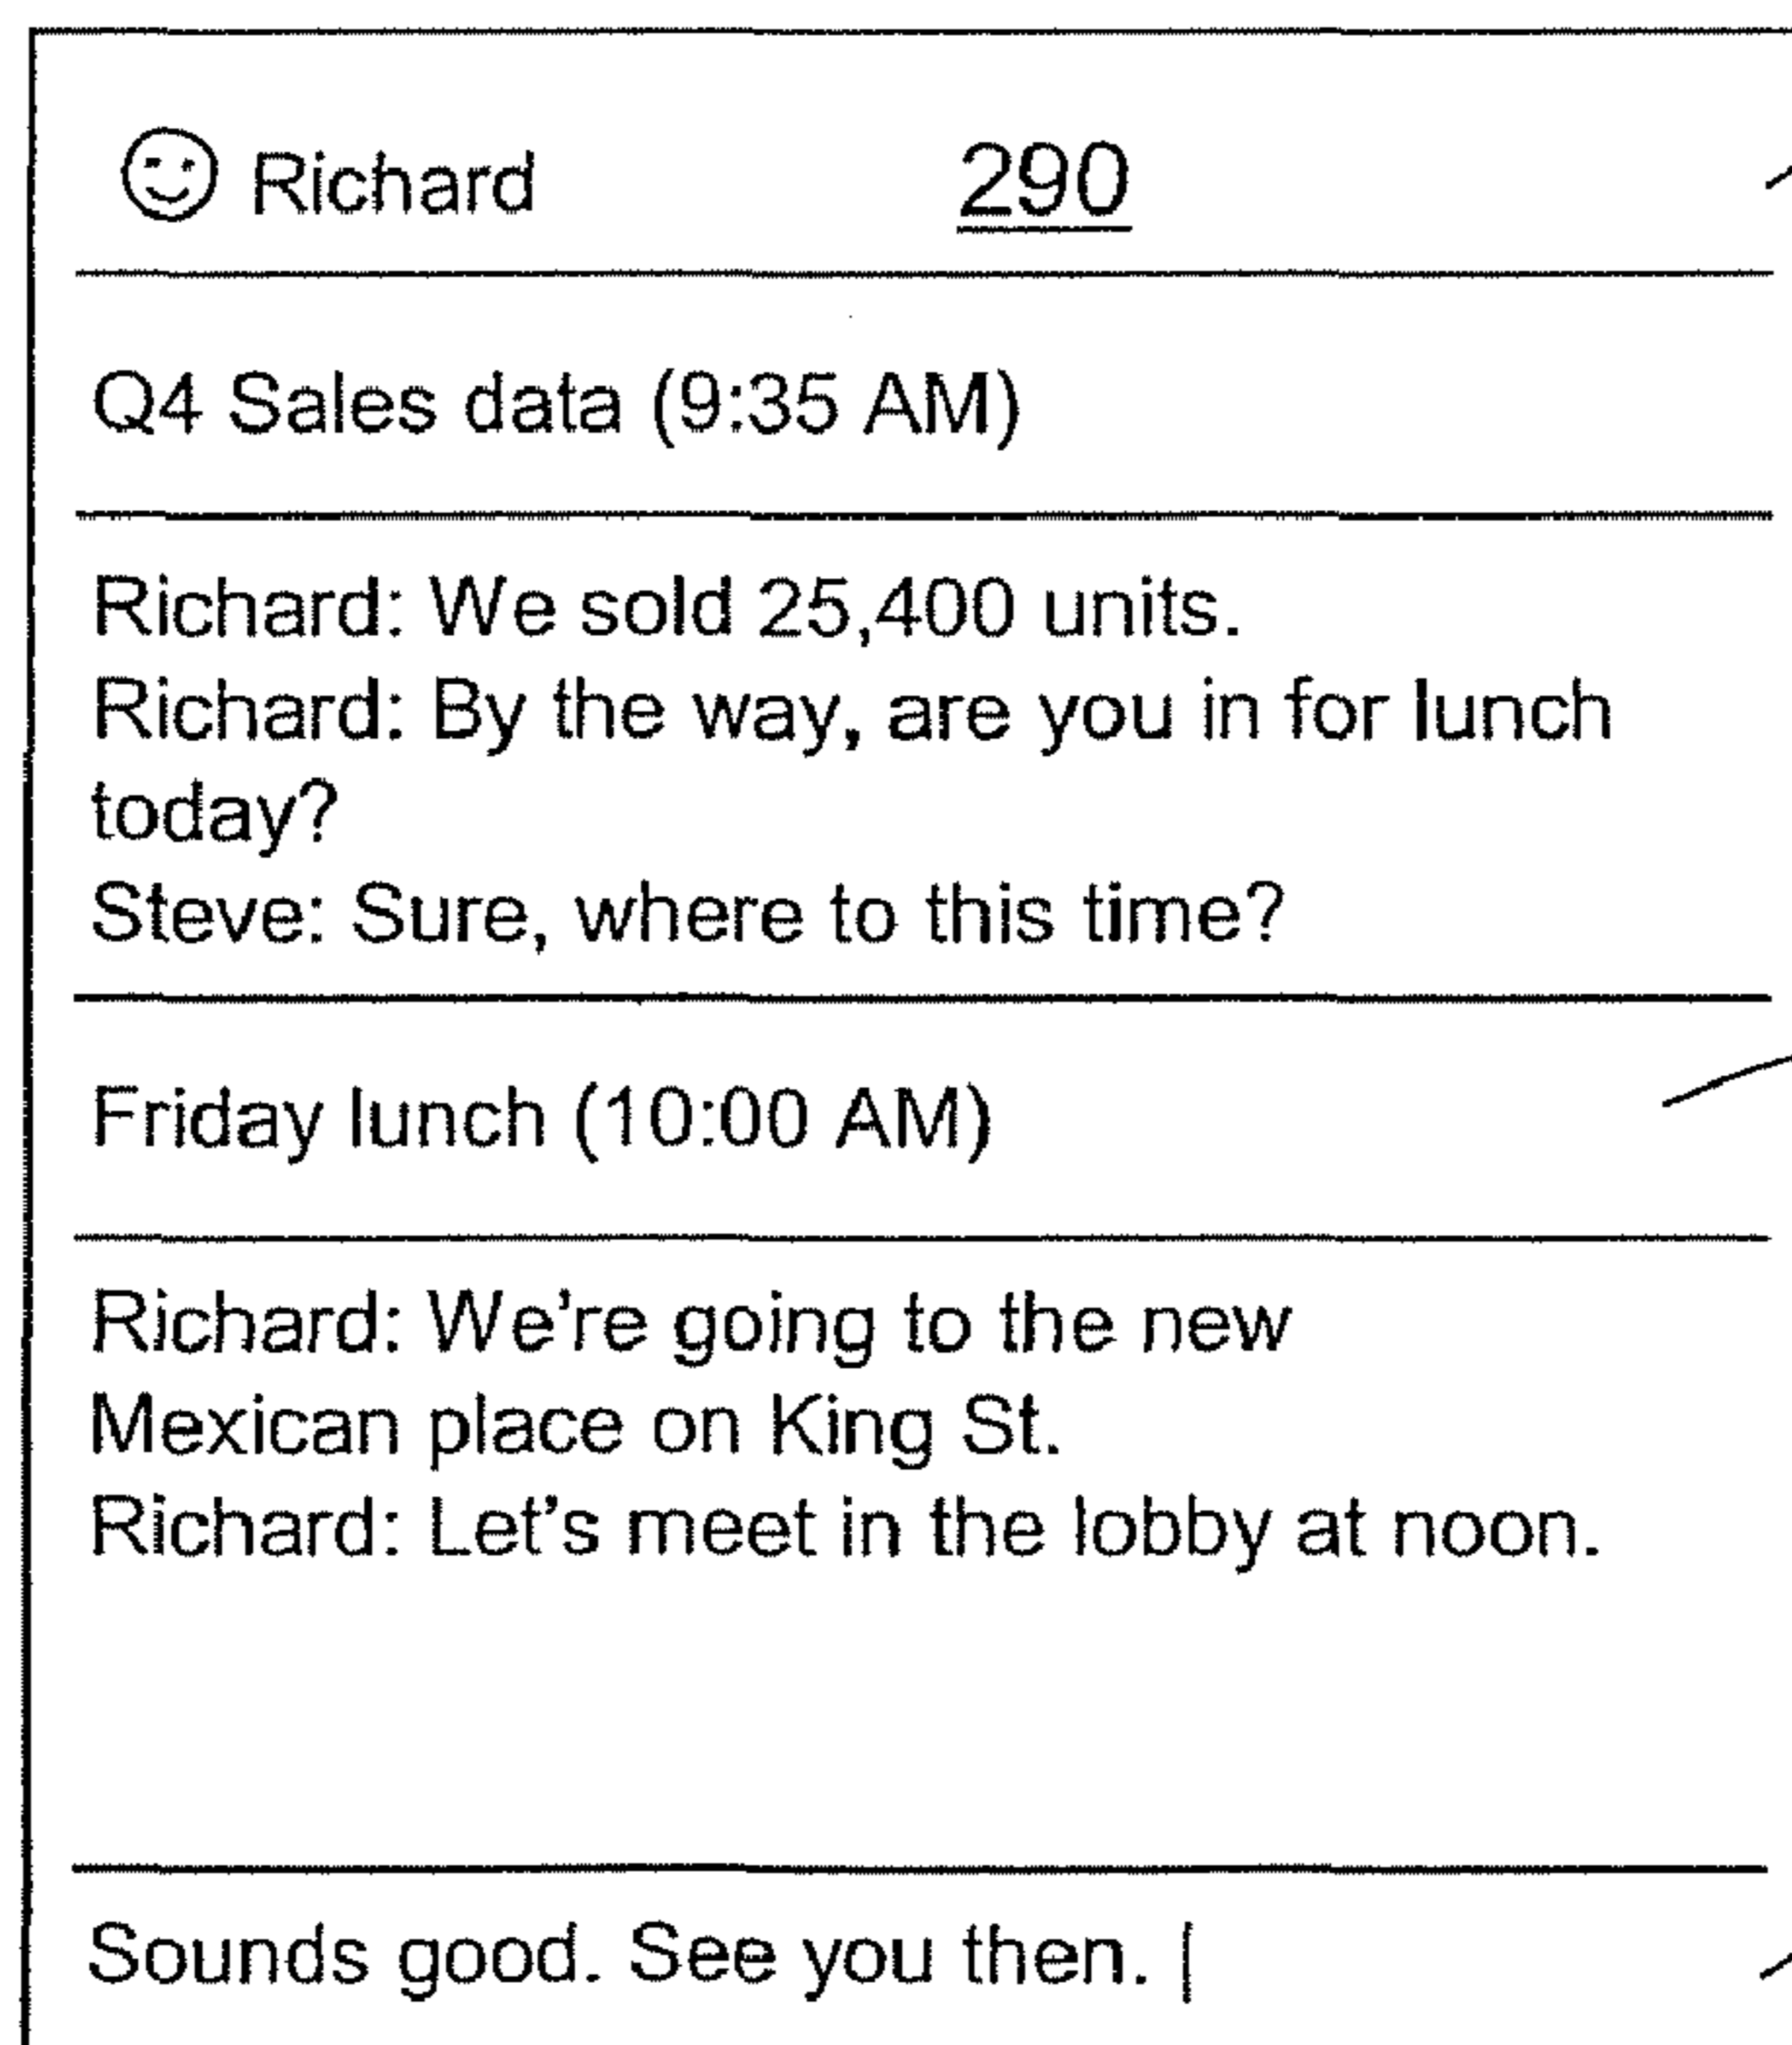 Richard 290
Q4 Sales data (9:35 AM)
Richard: We sold 25,400 units.
Richard: By the way, are you in for lunch
today?
Steve: Sure, where to this time?
Friday lunch (10:00 AM)
Richard: We're going to the new
Mexican place on King St.
Richard: Let's meet in the lobby at noon.
Sounds good. See you then. |